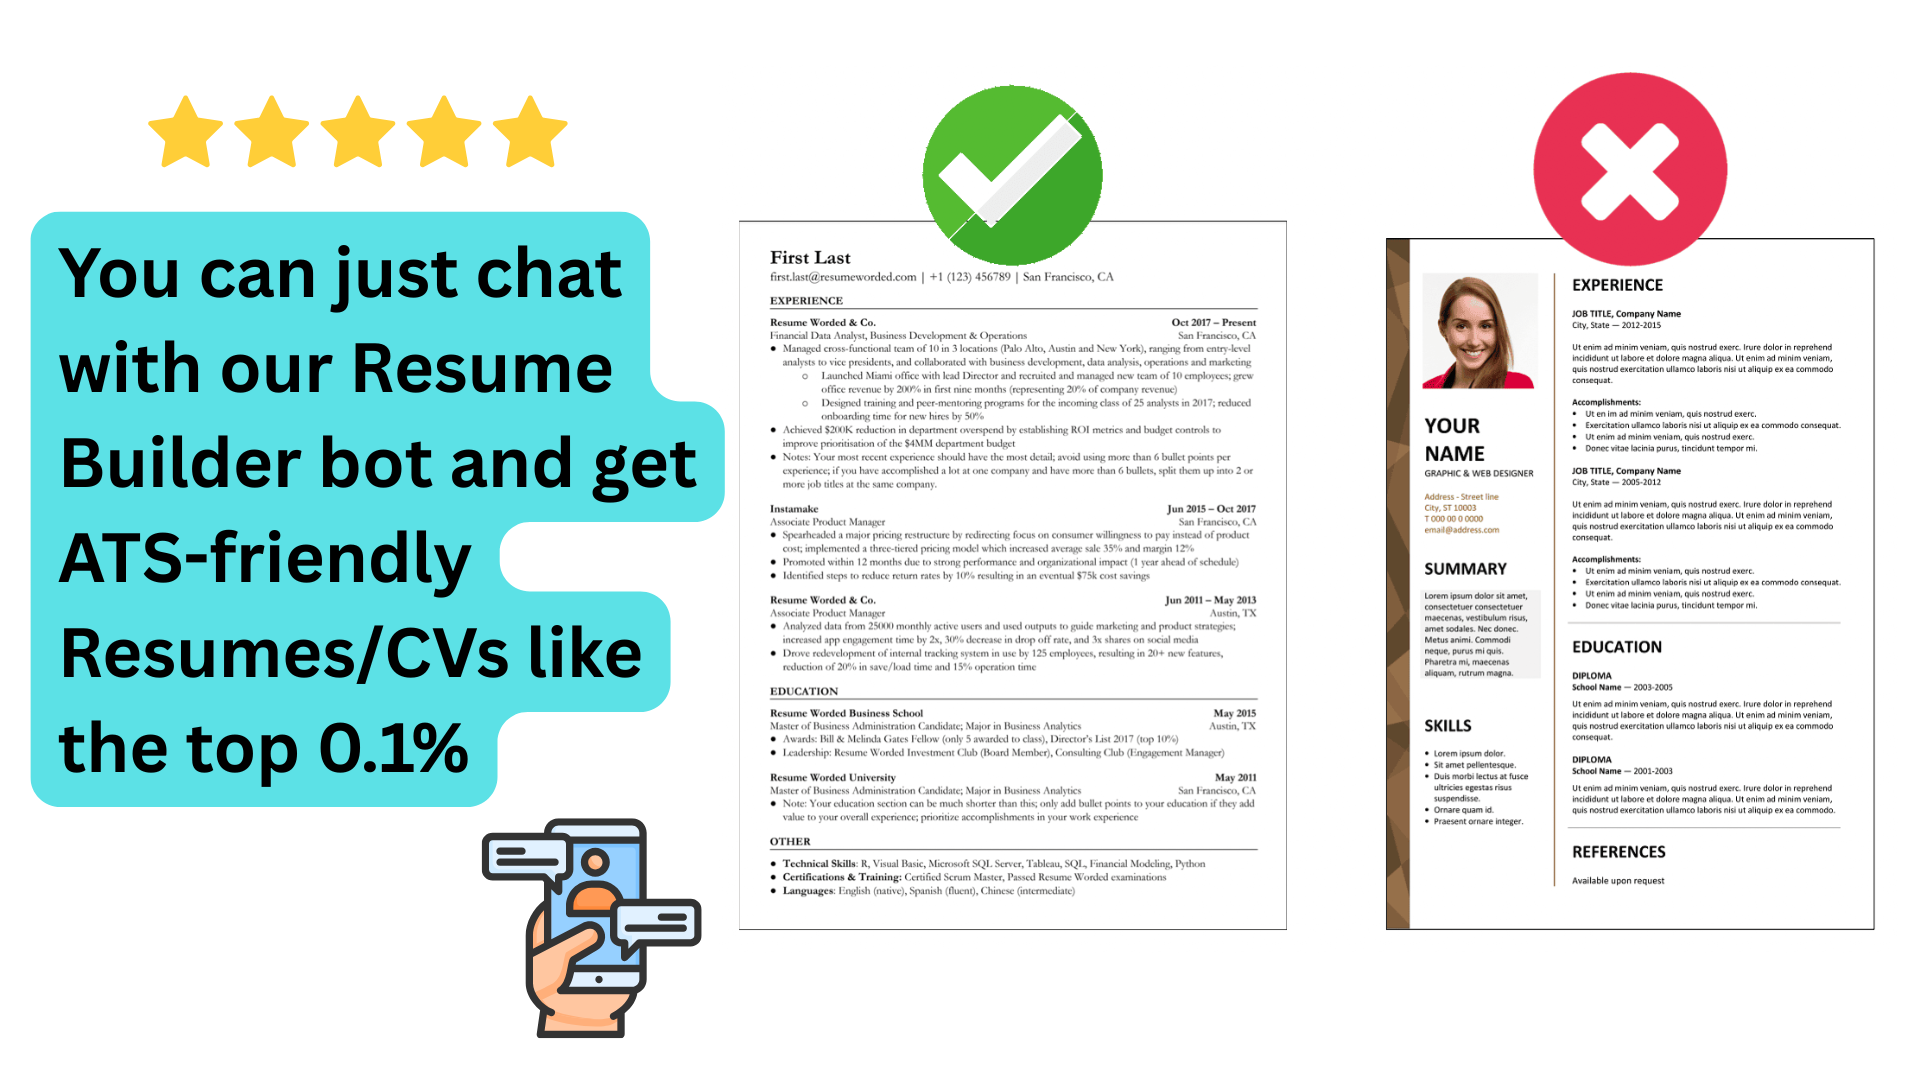 You can just chat
with our Resume
Builder bot and get
ATS-friendly
Resumes/CVs like
the top 0.1%
First Last
first.last@resumeworded.com | +1 (123) 456789 | San Francisco, CA
EXPERIENCE
Resume Worded & Co. Oct 2017 – Present
Financial Data Analyst, Business Development & Operations San Francisco, CA
● Managed cross-functional team of 10 in 3 locations (Palo Alto, Austin and New York), ranging from entry-level
analysts to vice presidents, and collaborated with business development, data analysis, operations and marketing
○ Launched Miami office with lead Director and recruited and managed new team of 10 employees; grew
office revenue by 200% in first nine months (representing 20% of company revenue)
○ Designed training and peer-mentoring programs for the incoming class of 25 analysts in 2017; reduced
onboarding time for new hires by 50%
● Achieved $200K reduction in department overspend by establishing ROI metrics and budget controls to
improve prioritisation of the $4MM department budget
● Notes: Your most recent experience should have the most detail; avoid using more than 6 bullet points per
experience; if you have accomplished a lot at one company and have more than 6 bullets, split them up into 2 or
more job titles at the same company.
Instamake Jun 2015 – Oct 2017
Associate Product Manager San Francisco, CA
● Spearheaded a major pricing restructure by redirecting focus on consumer willingness to pay instead of product
cost; implemented a three-tiered pricing model which increased average sale 35% and margin 12%
● Promoted within 12 months due to strong performance and organizational impact (1 year ahead of schedule)
● Identified steps to reduce return rates by 10% resulting in an eventual $75k cost savings
Resume Worded & Co. Jun 2011 – May 2013
Associate Product Manager Austin, TX
● Analyzed data from 25000 monthly active users and used outputs to guide marketing and product strategies;
increased app engagement time by 2x, 30% decrease in drop off rate, and 3x shares on social media
● Drove redevelopment of internal tracking system in use by 125 employees, resulting in 20+ new features,
reduction of 20% in save/load time and 15% operation time
EDUCATION
Resume Worded Business School May 2015
Master of Business Administration Candidate; Major in Business Analytics Austin, TX
● Awards: Bill & Melinda Gates Fellow (only 5 awarded to class), Director's List 2017 (top 10%)
● Leadership: Resume Worded Investment Club (Board Member), Consulting Club (Engagement Manager)
Resume Worded University May 2011
Master of Business Administration Candidate; Major in Business Analytics San Francisco, CA
● Note: Your education section can be much shorter than this; only add bullet points to your education if they add
value to your overall experience; prioritize accomplishments in your work experience
OTHER
● Technical Skills: R, Visual Basic, Microsoft SQL Server, Tableau, SQL, Financial Modeling, Python
● Certifications & Training: Certified Scrum Master, Passed Resume Worded examinations
● Languages: English (native), Spanish (fluent), Chinese (intermediate)
YOUR
NAME
GRAPHIC & WEB DESIGNER
Address - Street line
City, ST 10003
T 000 00 0 0000
email@address.com
SUMMARY
Lorem ipsum dolor sit amet,
consectetuer consectetuer
maecenas, vestibulum risus,
amet sodales. Nec donec.
Metus animi. Commodi
neque, purus mi quis.
Pharetra mi, maecenas
aliquam, rutrum magna.
SKILLS
• Lorem ipsum dolor.
• Sit amet pellentesque.
• Duis morbi lectus at fusce
ultricies egestas risus
suspendisse.
• Ornare quam id.
• Praesent ornare integer.
EXPERIENCE
JOB TITLE, Company Name
City, State — 2012-2015
Ut enim ad minim veniam, quis nostrud exerc. Irure dolor in reprehend
incididunt ut labore et dolore magna aliqua. Ut enim ad minim veniam,
quis nostrud exercitation ullamco laboris nisi ut aliquip ex ea commodo
consequat.
Accomplishments:
• Ut en im ad minim veniam, quis nostrud exerc.
• Exercitation ullamco laboris nisi ut aliquip ex ea commodo consequat.
• Ut enim ad minim veniam, quis nostrud exerc.
• Donec vitae lacinia purus, tincidunt tempor mi.
JOB TITLE, Company Name
City, State — 2005-2012
Ut enim ad minim veniam, quis nostrud exerc. Irure dolor in reprehend
incididunt ut labore et dolore magna aliqua. Ut enim ad minim veniam,
quis nostrud exercitation ullamco laboris nisi ut aliquip ex ea commodo
consequat.
Accomplishments:
• Ut enim ad minim veniam, quis nostrud exerc.
• Exercitation ullamco laboris nisi ut aliquip ex ea commodo consequat.
• Ut enim ad minim veniam, quis nostrud exerc.
• Donec vitae lacinia purus, tincidunt tempor mi.
EDUCATION
DIPLOMA
School Name — 2003-2005
Ut enim ad minim veniam, quis nostrud exerc. Irure dolor in reprehend
incididunt ut labore et dolore magna aliqua. Ut enim ad minim veniam,
quis nostrud exercitation ullamco laboris nisi ut aliquip ex ea commodo
consequat.
DIPLOMA
School Name — 2001-2003
Ut enim ad minim veniam, quis nostrud exerc. Irure dolor in reprehend
incididunt ut labore et dolore magna aliqua. Ut enim ad minim veniam,
quis nostrud exercitation ullamco laboris nisi ut aliquip ex ea commodo.
REFERENCES
Available upon request